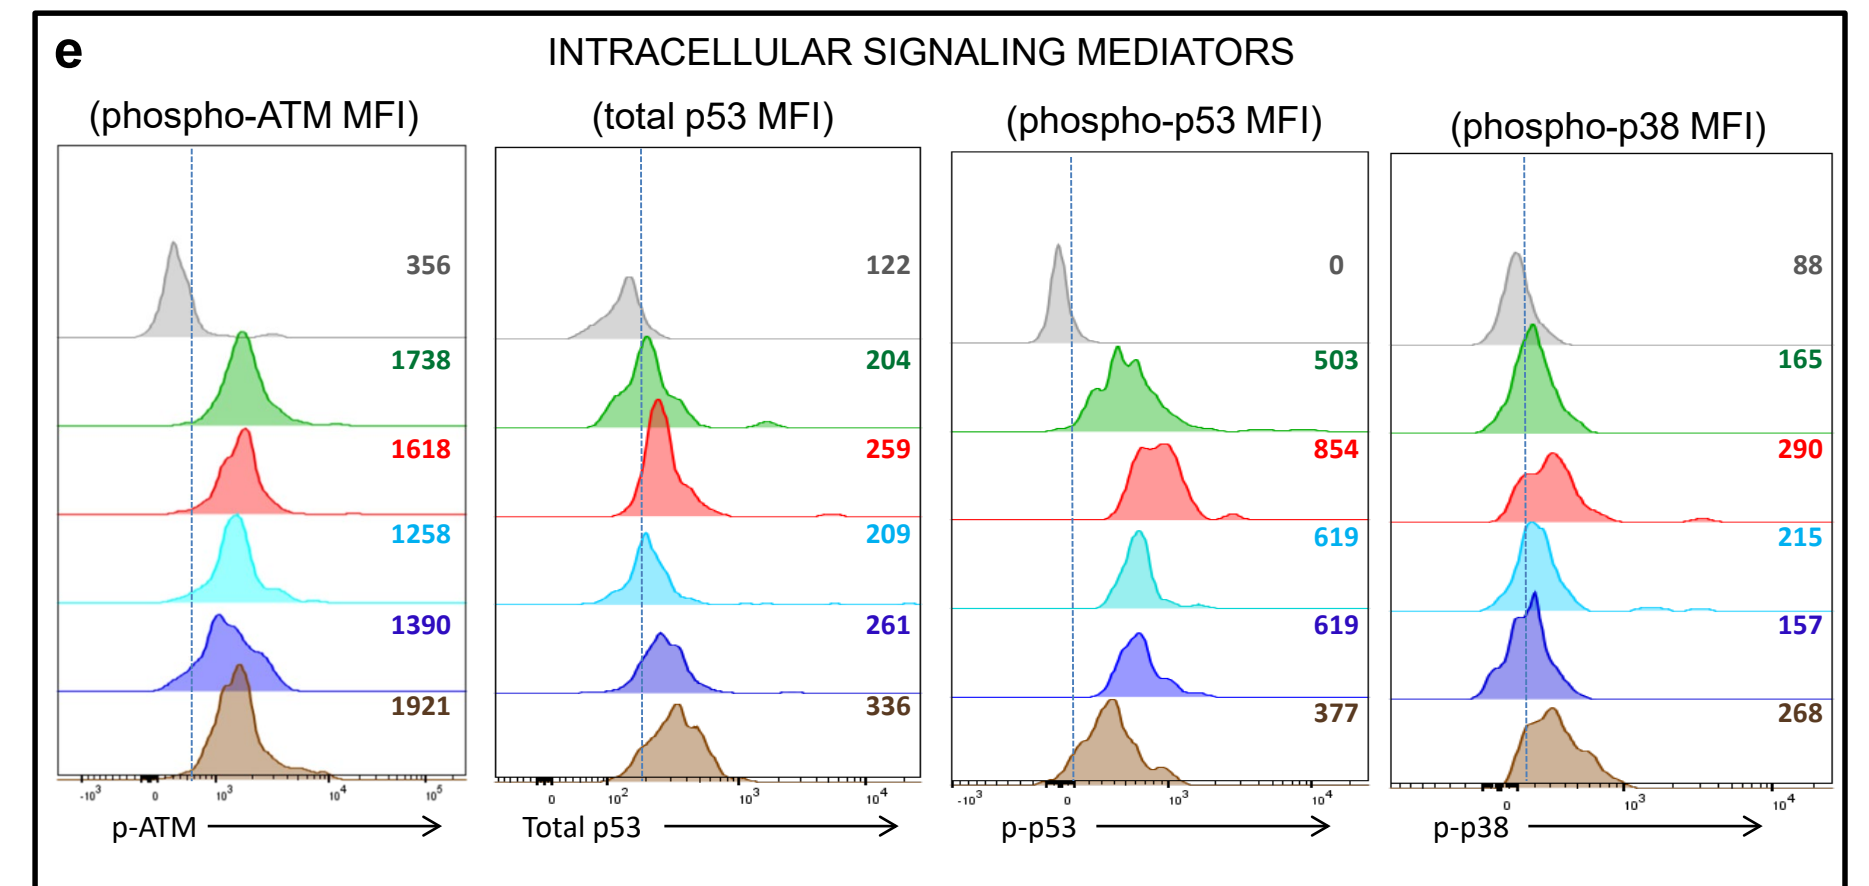 e
INTRACELLULAR SIGNALING MEDIATORS
(phospho-ATM MFI)
356
1738
1618
1258
1390
1921
-10³ 0 10³ 10⁴ 10⁵
p-ATM
(total p53 MFI)
122
204
259
209
261
336
0 10² 10³ 10⁴
Total p53
(phospho-p53 MFI)
0
503
854
619
619
377
-10³ 0 10³ 10⁴
p-p53
(phospho-p38 MFI)
88
165
290
215
157
268
0 10³ 10⁴
p-p38